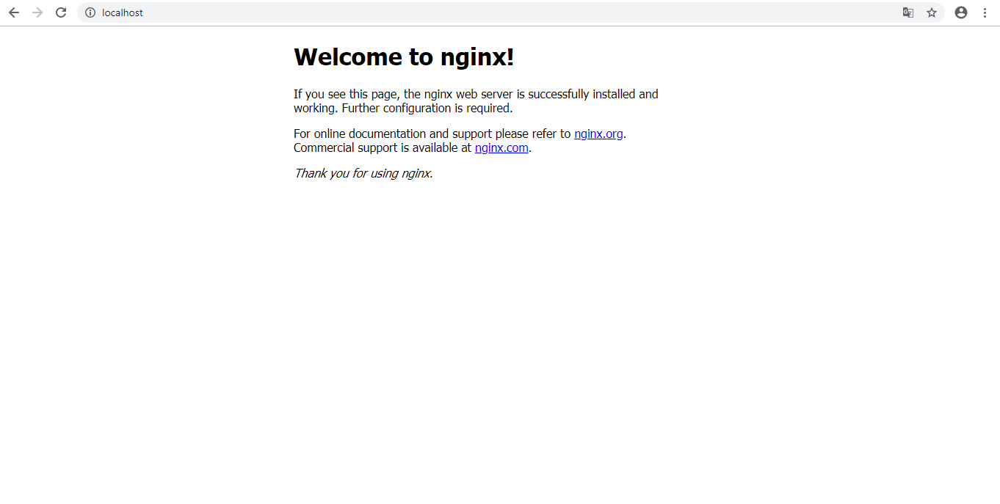 localhost
Welcome to nginx!
If you see this page, the nginx web server is successfully installed and
working. Further configuration is required.
For online documentation and support please refer to nginx.org.
Commercial support is available at nginx.com.
Thank you for using nginx.